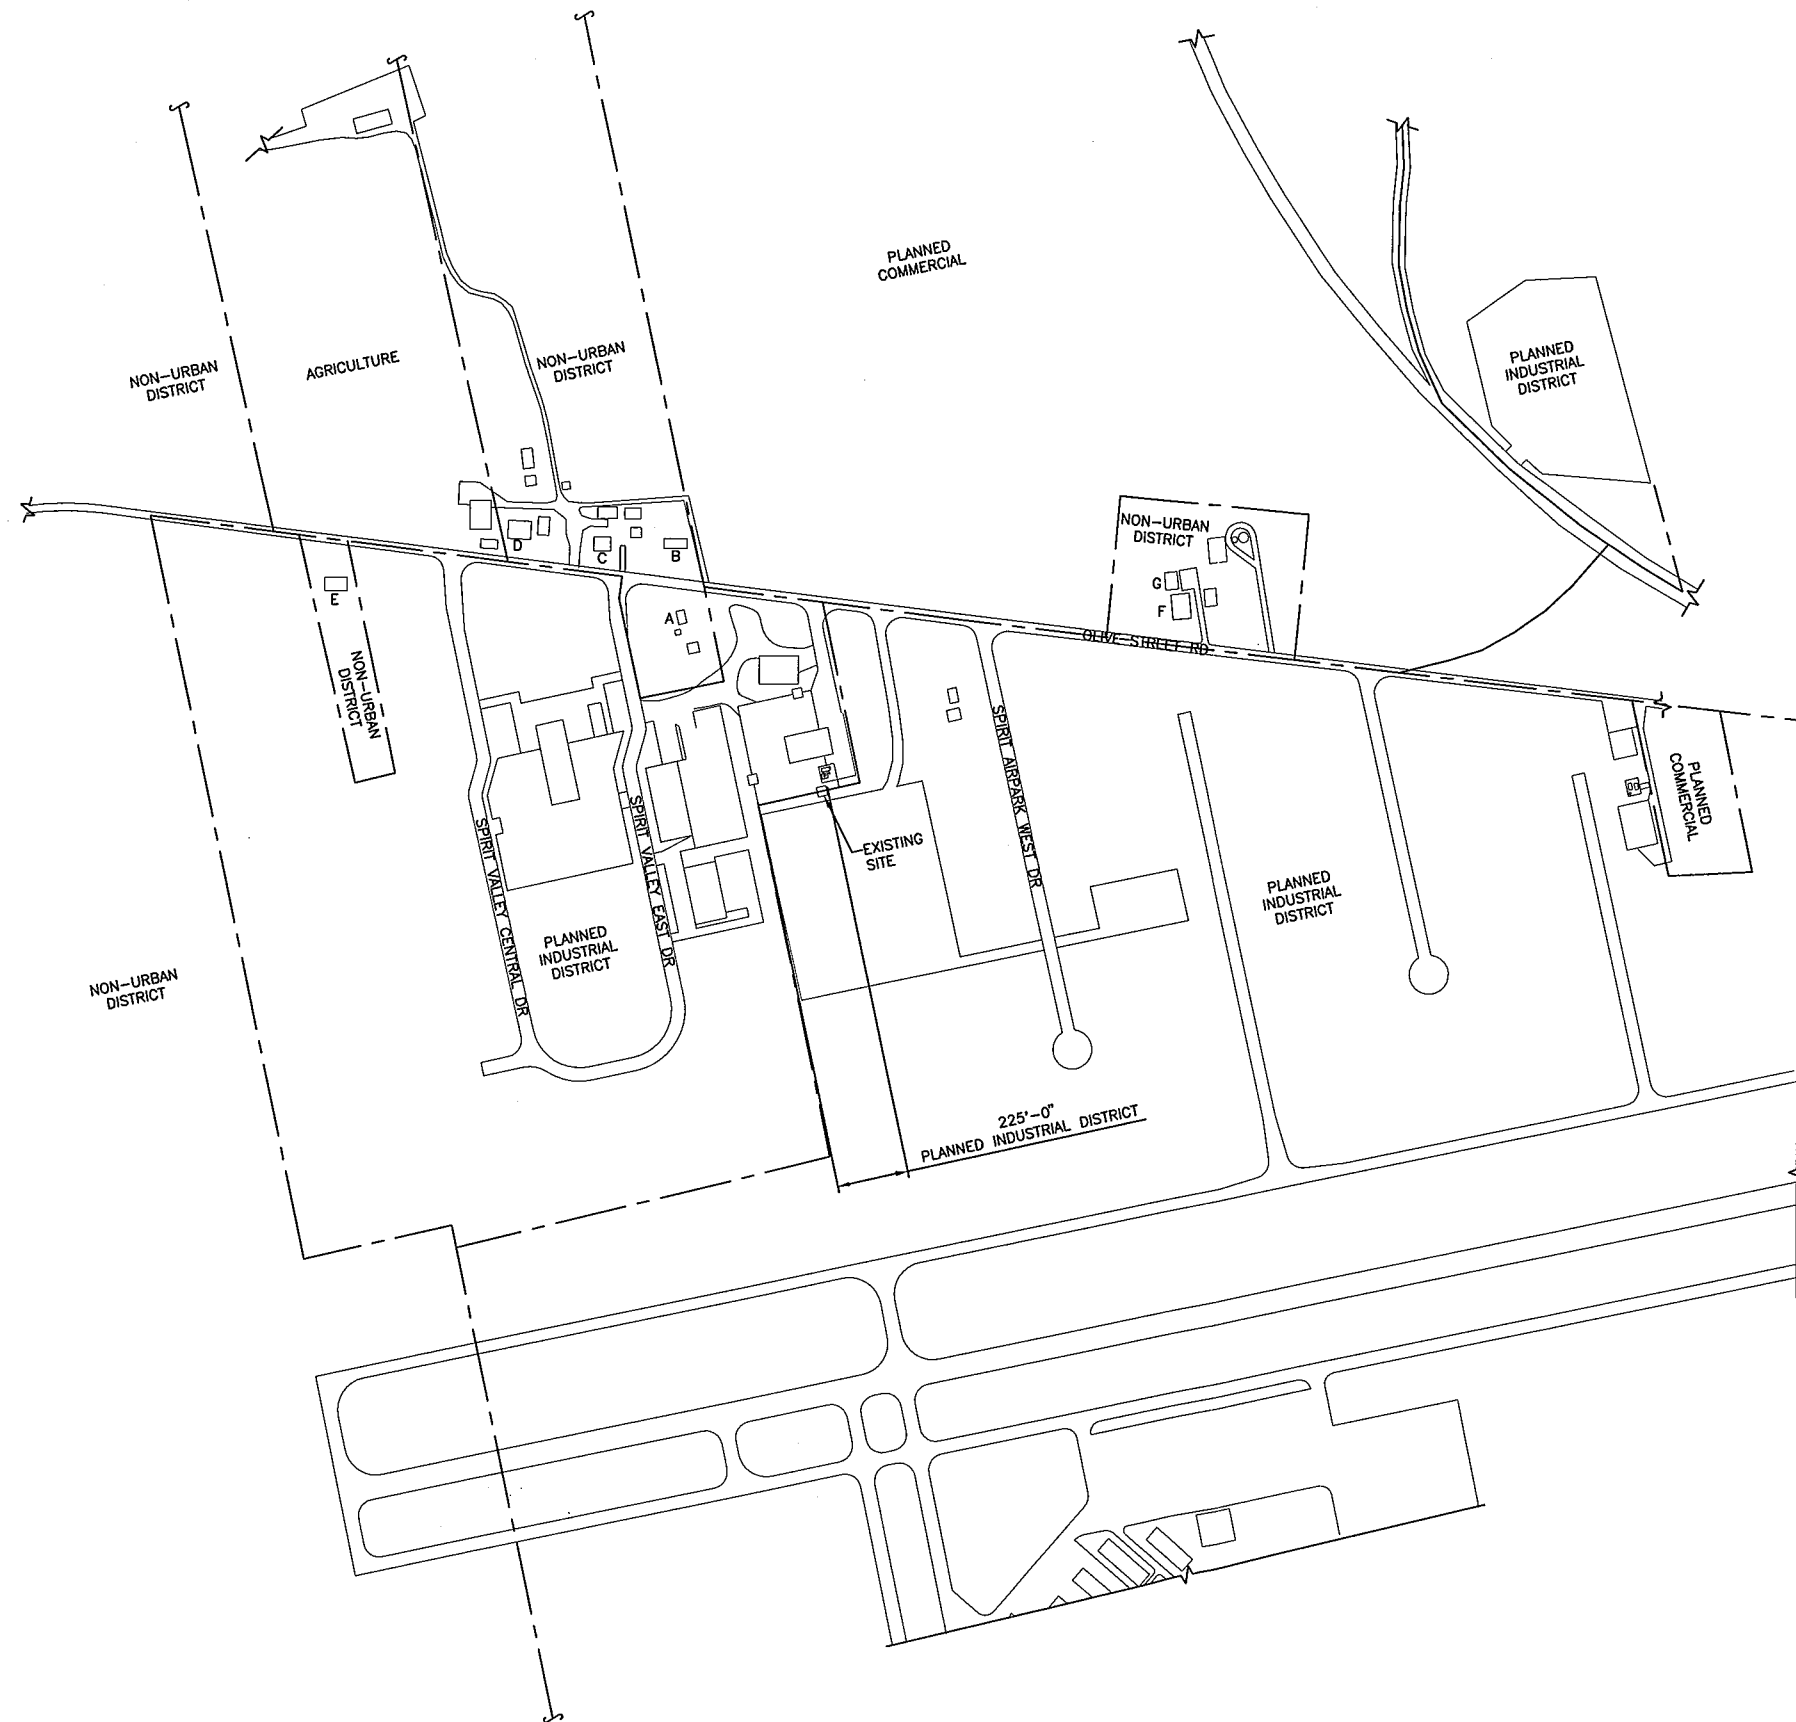 PLANNED
COMMERCIAL
NON-URBAN
DISTRICT
AGRICULTURE
NON-URBAN
DISTRICT
PLANNED
INDUSTRIAL
DISTRICT
NON-URBAN
DISTRICT
D
C
B
E
A
G
F
OLIVE STREET RD
NON-URBAN
DISTRICT
SPIRIT AIRPARK WEST DR
PLANNED
COMMERCIAL
SPIRIT VALLEY CENTRAL DR
SPIRIT VALLEY EAST DR
EXISTING
SITE
PLANNED
INDUSTRIAL
DISTRICT
PLANNED
INDUSTRIAL
DISTRICT
NON-URBAN
DISTRICT
225'-0"
PLANNED INDUSTRIAL DISTRICT